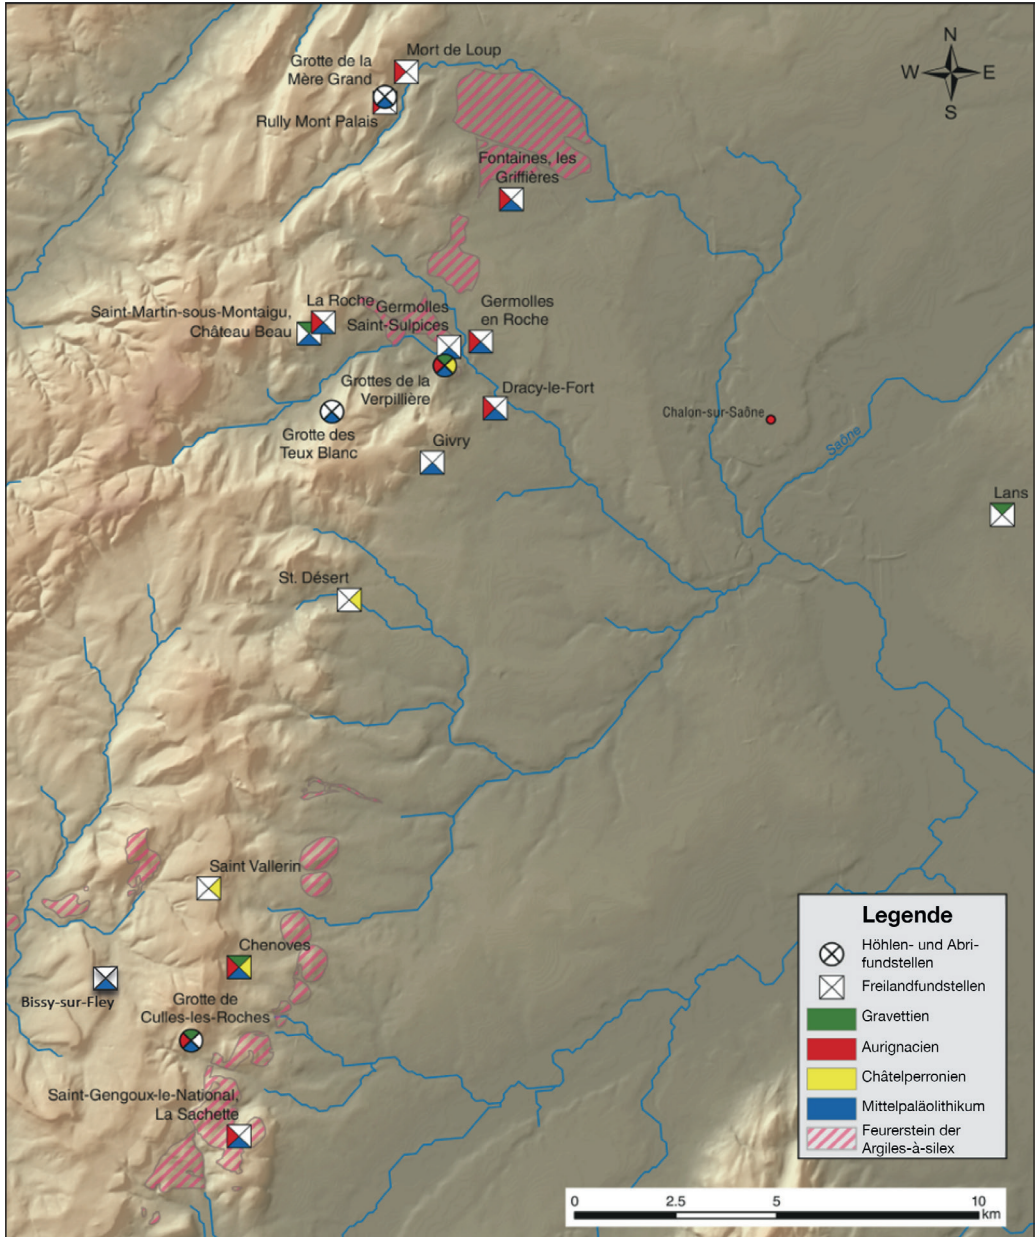 N
W
E
S
Mort de Loup
Grotte de la
Mère Grand
Rully Mont Palais
Fontaines, les
Griffières
La Roche
Saint-Martin-sous-Montaigu,
Château Beau
Germolles
Saint-Sulpices
Germolles
en Roche
Grottes de la
Verpillière
Dracy-le-Fort
Grotte des
Teux Blanc
Givry
Chalon-sur-Saône
Saône
Lans
St. Désert
Saint Vallerin
Chenoves
Bissy-sur-Fley
Grotte de
Culles-les-Roches
Saint-Gengoux-le-National,
La Sachette
Legende
Höhlen- und Abri-
fundstellen
Freilandfundstellen
Gravettien
Aurignacien
Châtelperronien
Mittelpaläolithikum
Feurerstein der
Argiles-à-silex
0
2.5
5
10
km